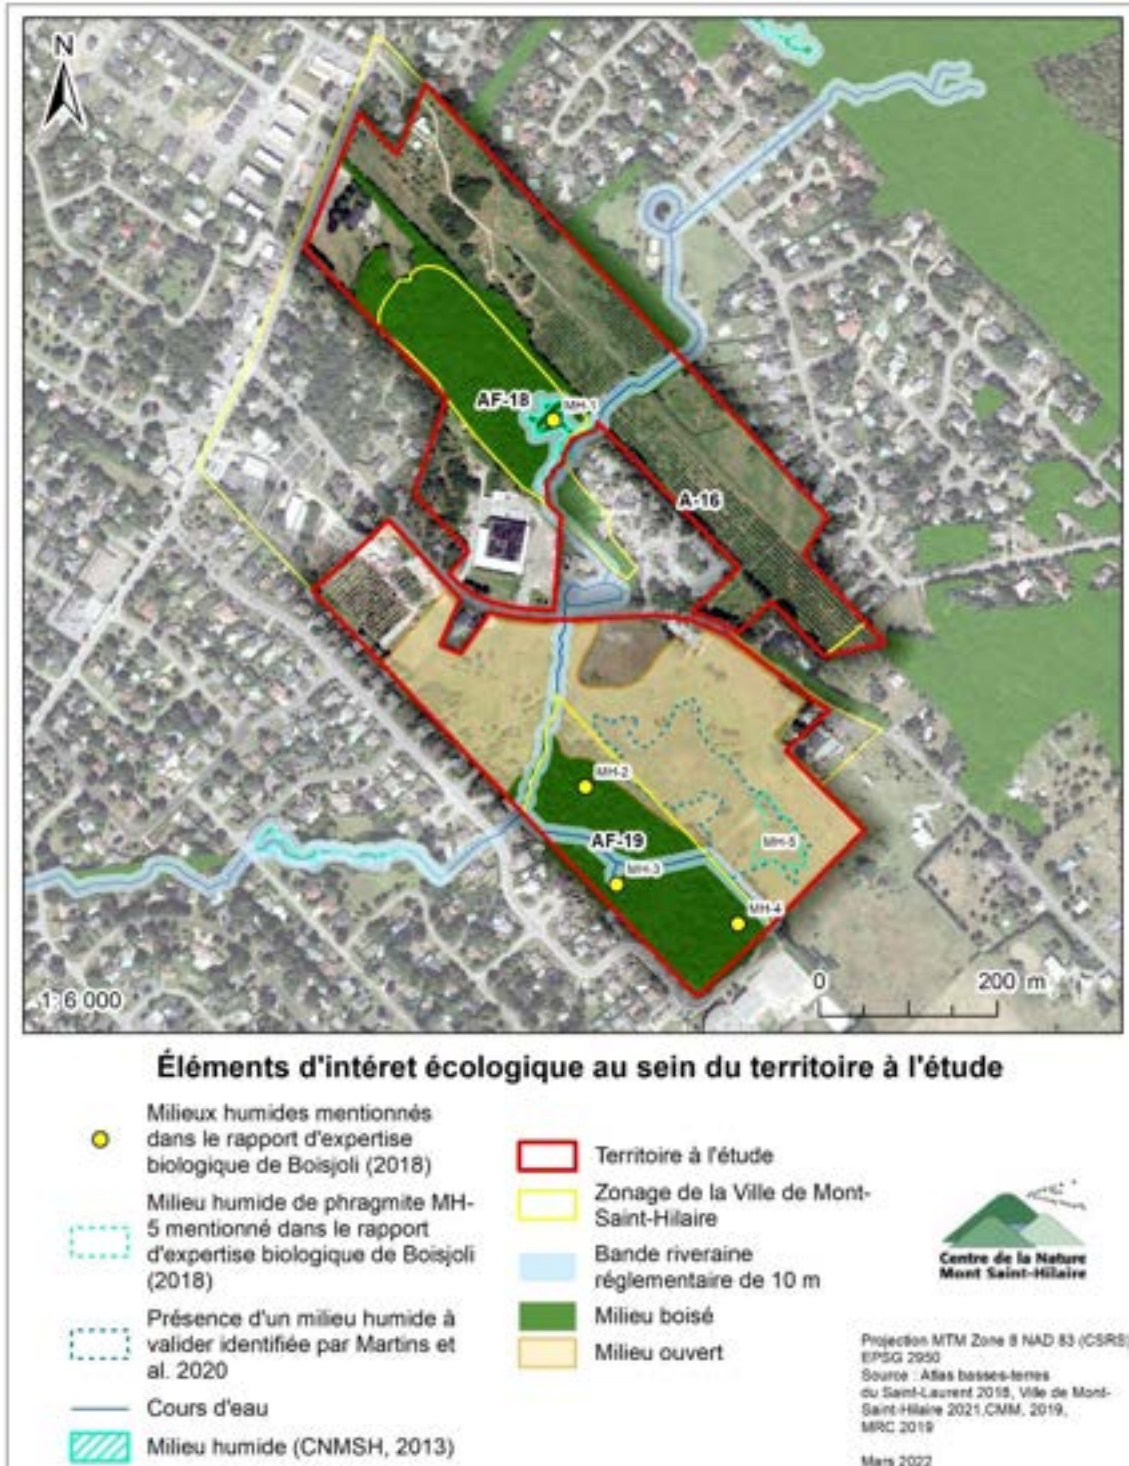 N
AF-18
MH-1
A-16
MH-2
AF-19
MH-3
MH-5
MH-4
1: 6 000
0 200 m
Éléments d'intéret écologique au sein du territoire à l'étude
Milieux humides mentionnés
dans le rapport d'expertise
biologique de Boisjoli (2018)
Milieu humide de phragmite MH-
5 mentionné dans le rapport
d'expertise biologique de Boisjoli
(2018)
Présence d'un milieu humide à
valider identifiée par Martins et
al. 2020
Cours d'eau
Milieu humide (CNMSH, 2013)
Territoire à l'étude
Zonage de la Ville de Mont-
Saint-Hilaire
Bande riveraine
réglementaire de 10 m
Milieu boisé
Milieu ouvert
Centre de la Nature
Mont Saint-Hilaire
Projection MTM Zone 8 NAD 83 (CSRS)
EPSG 2950
Source : Atlas basses-terres
du Saint-Laurent 2018, Ville de Mont-
Saint-Hilaire 2021,CMM, 2019,
MRC 2019
Mars 2022